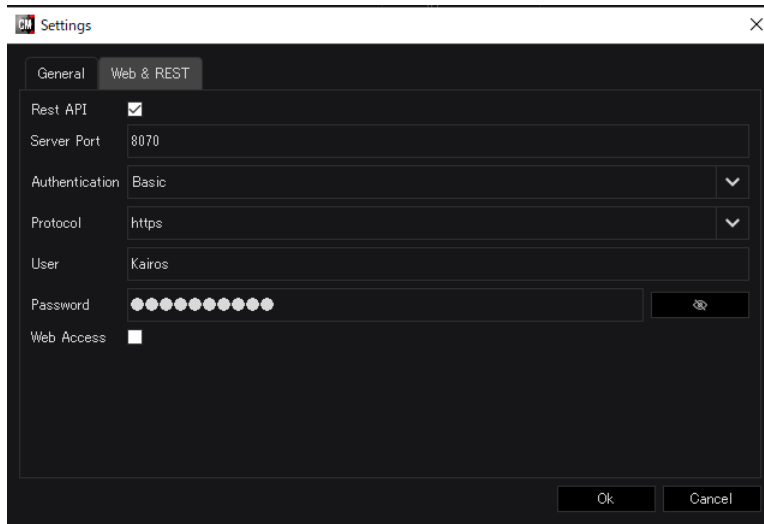 CM Settings
General Web & REST
Rest API
Server Port 8070
Authentication Basic
Protocol https
User Kairos
Password ●●●●●●●●●●
Web Access
Ok Cancel